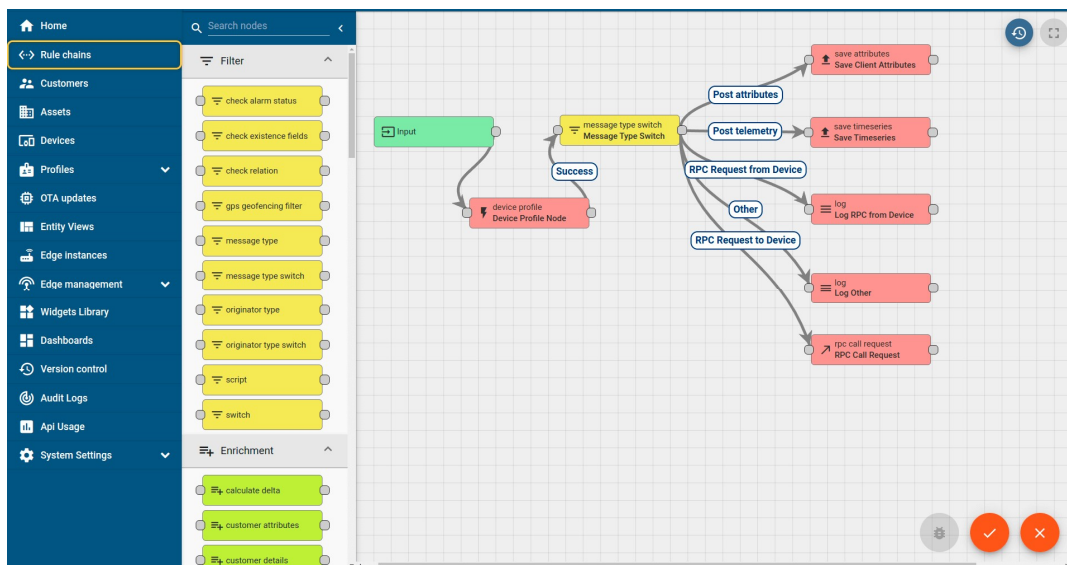 Home
Rule chains
Customers
Assets
Devices
Profiles
OTA updates
Entity Views
Edge instances
Edge management
Widgets Library
Dashboards
Version control
Audit Logs
Api Usage
System Settings
Search nodes
Filter
check alarm status
check existence fields
check relation
gps geofencing filter
message type
message type switch
originator type
originator type switch
script
switch
Enrichment
calculate delta
customer attributes
customer details
Input
device profile
Device Profile Node
Success
message type switch
Message Type Switch
Post attributes
Post telemetry
RPC Request from Device
Other
RPC Request to Device
save attributes
Save Client Attributes
save timeseries
Save Timeseries
log
Log RPC from Device
log
Log Other
rpc call request
RPC Call Request